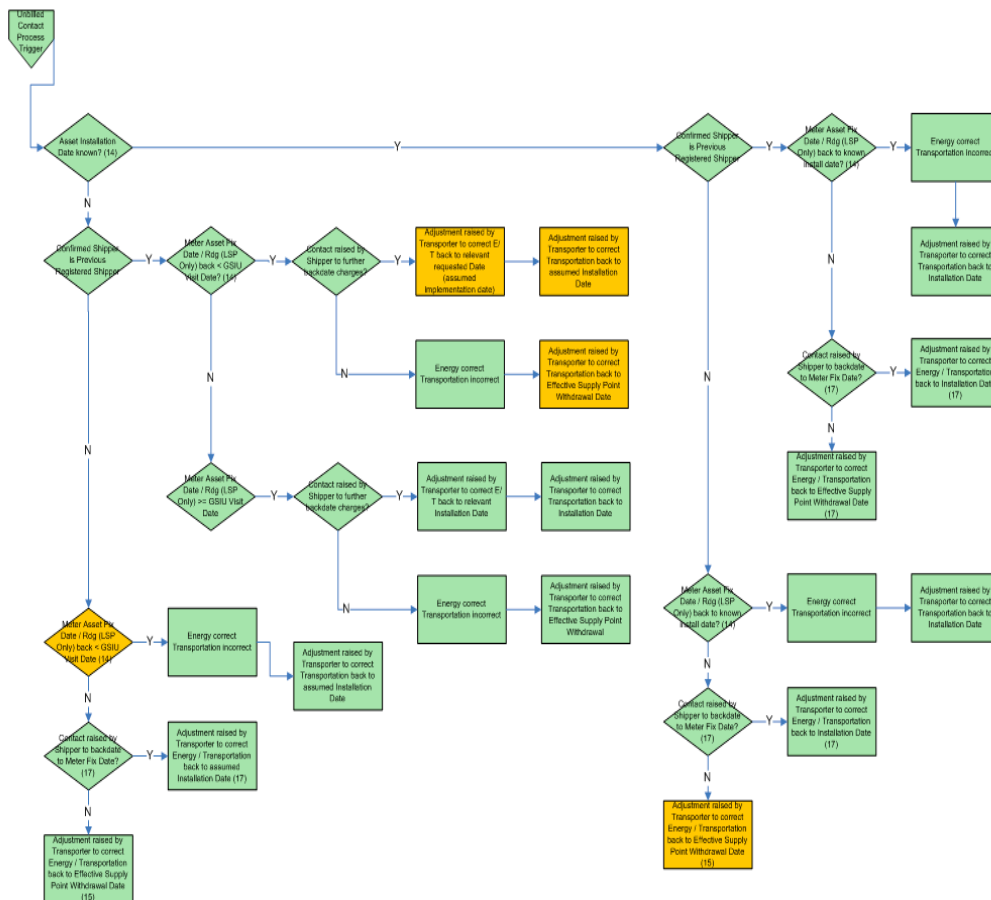 Unbilled
Contact
Process
Trigger
Asset Installation
Date known? (14)
Y
Confirmed Shipper
is Previous
Registered Shipper
Y
Meter Asset Fix
Date / Rdg (LSP
Only) back to known
install date? (14)
Y
Energy correct
Transportation incorrect
Adjustment raised by
Transporter to correct
Transportation back to
Installation Date
N
Confirmed Shipper
is Previous
Registered Shipper
Y
Meter Asset Fix
Date / Rdg (LSP
Only) back < GSIU
Visit Date? (14)
Y
Contact raised by
Shipper to further
backdate charges?
Y
Adjustment raised by
Transporter to correct E/
T back to relevant
requested Date
(assumed
implementation date)
Adjustment raised by
Transporter to correct
Transportation back to
assumed Installation
Date
N
Energy correct
Transportation incorrect
Adjustment raised by
Transporter to correct
Transportation back to
Effective Supply Point
Withdrawal Date
N
Contact raised by
Shipper to backdate
to Meter Fix Date?
(17)
Y
Adjustment raised by
Transporter to correct
Energy / Transportation
back to Installation Date
(17)
N
Adjustment raised by
Transporter to correct
Energy / Transportation
back to Effective Supply
Point Withdrawal Date
(17)
N
Meter Asset Fix
Date / Rdg (LSP
Only) >= GSIU Visit
Date
Y
Contact raised by
Shipper to further
backdate charges?
Y
Adjustment raised by
Transporter to correct E/
T back to relevant
Installation Date
Adjustment raised by
Transporter to correct
Transportation back to
Installation Date
N
Energy correct
Transportation incorrect
Adjustment raised by
Transporter to correct
Transportation back to
Effective Supply Point
Withdrawal
N
Meter Asset Fix
Date / Rdg (LSP
Only) back to known
install date? (14)
Y
Energy correct
Transportation incorrect
Adjustment raised by
Transporter to correct
Transportation back to
Installation Date
N
Contact raised by
Shipper to backdate
to Meter Fix Date?
(17)
Y
Adjustment raised by
Transporter to correct
Energy / Transportation
back to Installation Date
(17)
N
Adjustment raised by
Transporter to correct
Energy / Transportation
back to Effective Supply
Point Withdrawal Date
(15)
N
Meter Asset Fix
Date / Rdg (LSP
Only) back < GSIU
Visit Date (14)
Y
Energy correct
Transportation incorrect
Adjustment raised by
Transporter to correct
Transportation back to
assumed Installation
Date
N
Contact raised by
Shipper to backdate
to Meter Fix Date?
(17)
Y
Adjustment raised by
Transporter to correct
Energy / Transportation
back to assumed
Installation Date (17)
N
Adjustment raised by
Transporter to correct
Energy / Transportation
back to Effective Supply
Point Withdrawal Date
(15)